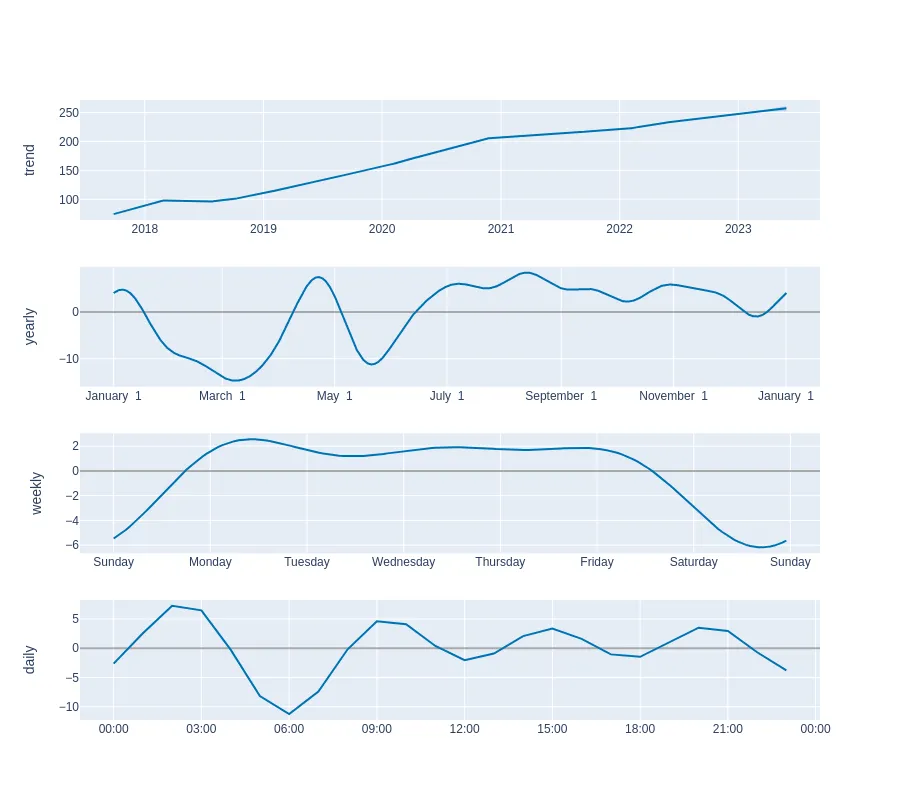 trend
250
200
150
100
2018 2019 2020 2021 2022 2023
yearly
0
−10
January 1 March 1 May 1 July 1 September 1 November 1 January 1
weekly
2
0
−2
−4
−6
Sunday Monday Tuesday Wednesday Thursday Friday Saturday Sunday
daily
5
0
−5
−10
00:00 03:00 06:00 09:00 12:00 15:00 18:00 21:00 00:00